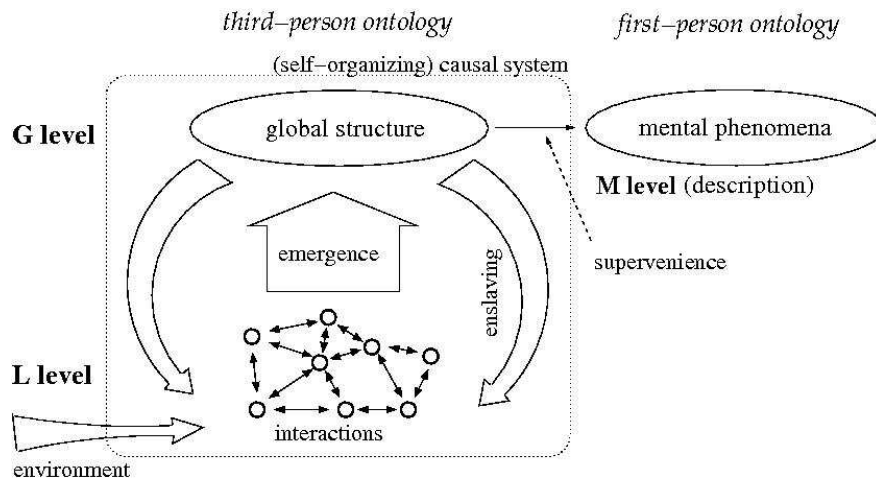 third–person ontology
first–person ontology
(self–organizing) causal system
G level
global structure
mental phenomena
M level (description)
emergence
enslaving
supervenience
L level
interactions
environment